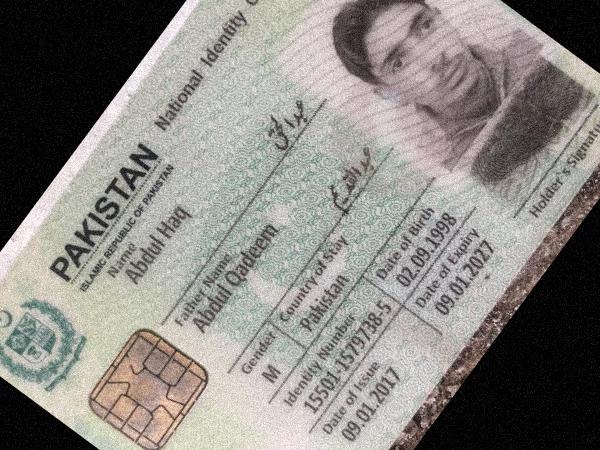 PAKISTAN
National Identity
ISLAMIC REPUBLIC OF PAKISTAN
Name
Abdul Haq
عبدالحق
Father Name
Abdul Qadeem
عبدالقدیم
Gender
Country of Stay
M
Pakistan
Identity Number
Date of Birth
15501-1579738-5
02.09.1998
Date of Issue
Date of Expiry
09.01.2017
09.01.2027
Holder's Signatu